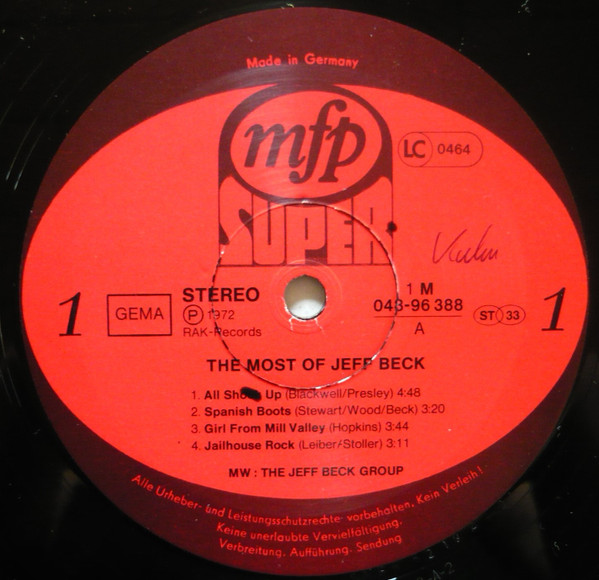 Made in Germany
mfp
LC 0464
SUPER
1
GEMA
STEREO
Ⓟ 1972
RAK-Records
1 M
048-96 388
A
ST 33
1
THE MOST OF JEFF BECK
1. All Up (Blackwell/Presley) 4:48
2. Spanish Boots (Stewart/Wood/Beck) 3:20
3. Girl From Mill Valley (Hopkins) 3:44
4. Jailhouse Rock (Leiber/Stoller) 3:11
MW : THE JEFF BECK GROUP
Alle Urheber- und Leistungsschutzrechte vorbehalten. Kein Verleih!
Keine unerlaubte Vervielfältigung,
Verbreitung, Aufführung, Sendung